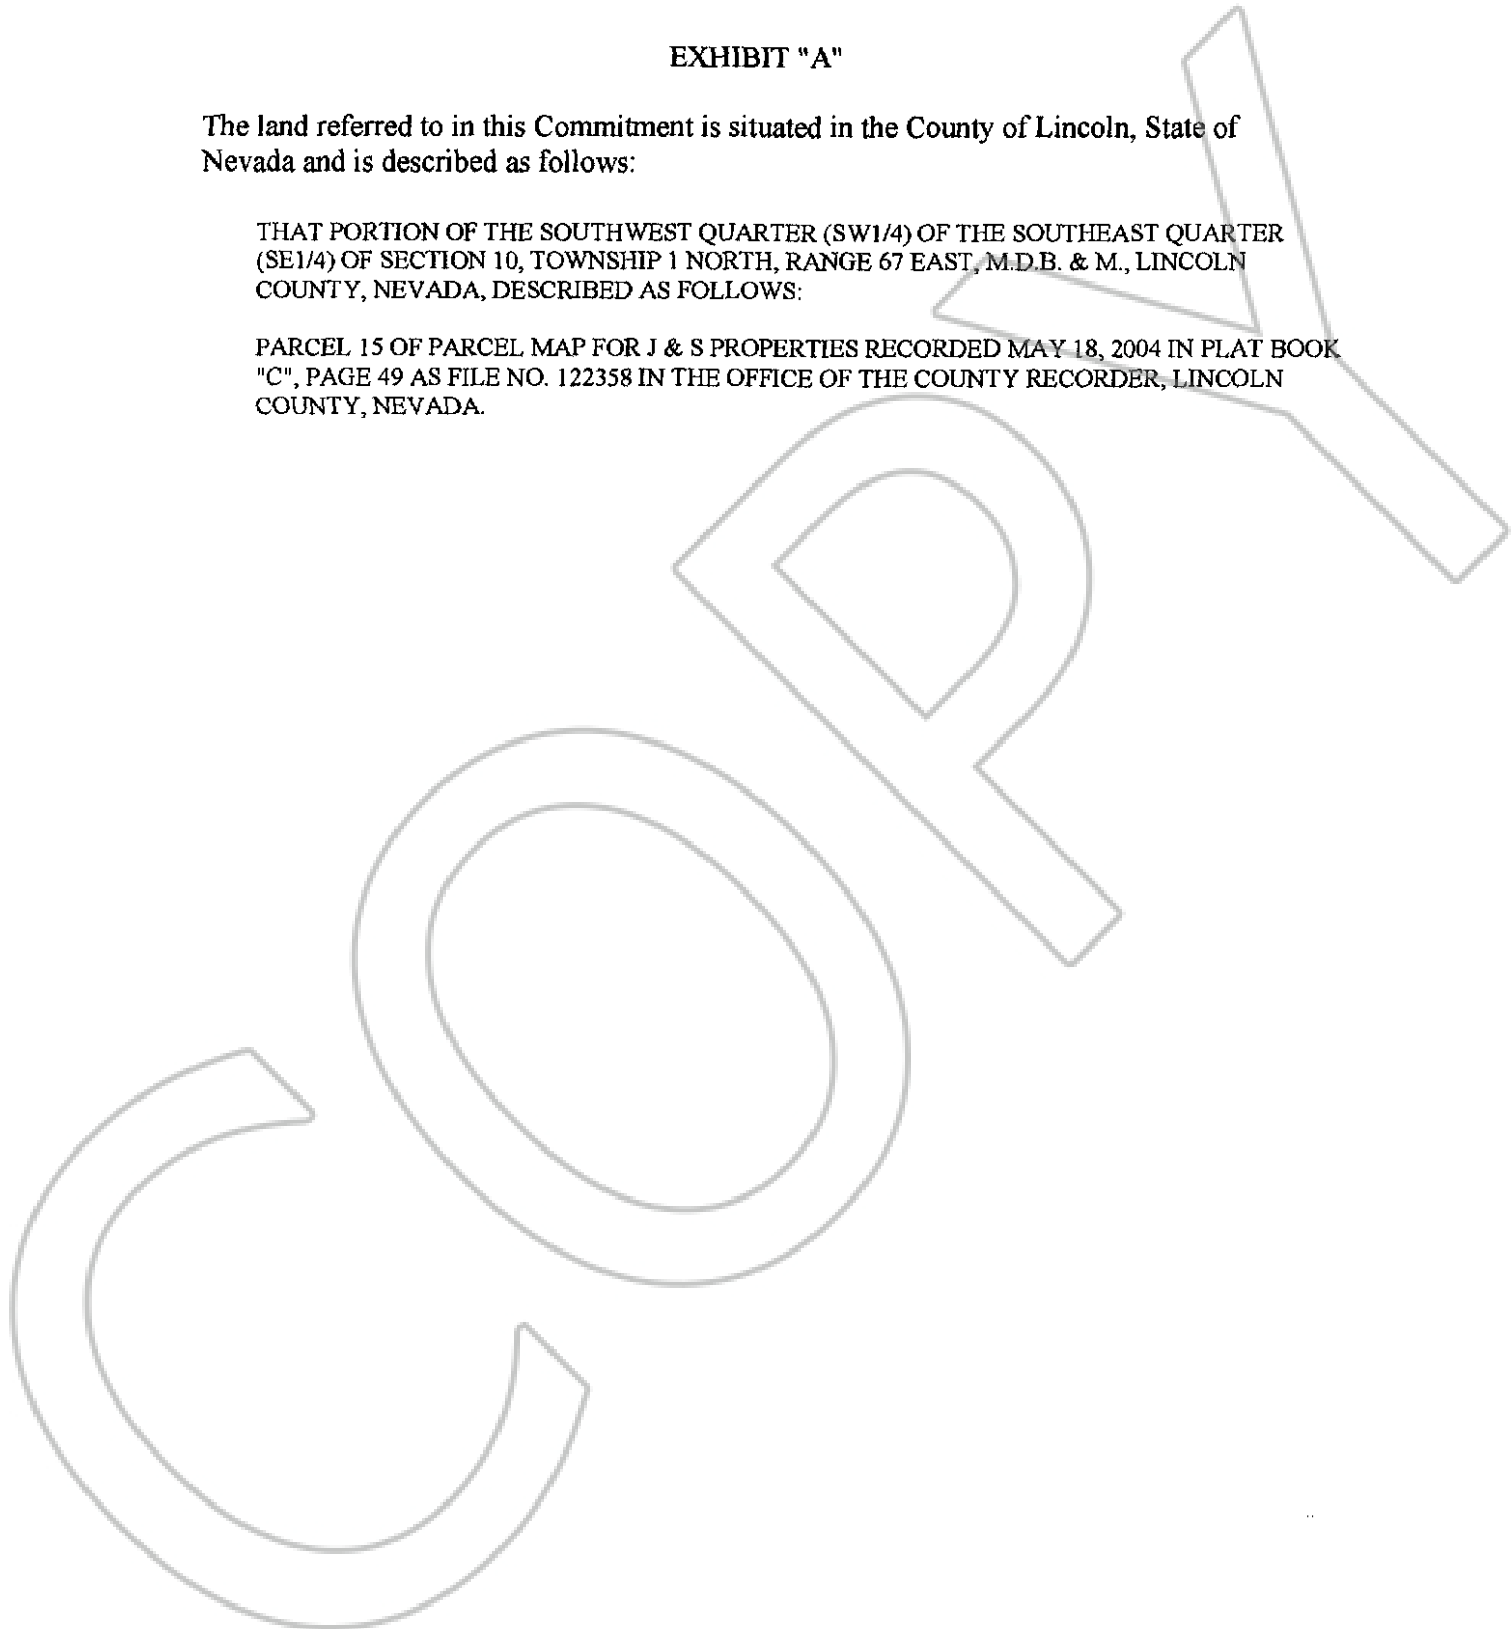 EXHIBIT "A"
The land referred to in this Commitment is situated in the County of Lincoln, State of
Nevada and is described as follows:
THAT PORTION OF THE SOUTHWEST QUARTER (SW1/4) OF THE SOUTHEAST QUARTER
(SE1/4) OF SECTION 10, TOWNSHIP 1 NORTH, RANGE 67 EAST, M.D.B. & M., LINCOLN
COUNTY, NEVADA, DESCRIBED AS FOLLOWS:
PARCEL 15 OF PARCEL MAP FOR J & S PROPERTIES RECORDED MAY 18, 2004 IN PLAT BOOK
"C", PAGE 49 AS FILE NO. 122358 IN THE OFFICE OF THE COUNTY RECORDER, LINCOLN
COUNTY, NEVADA.
COPY